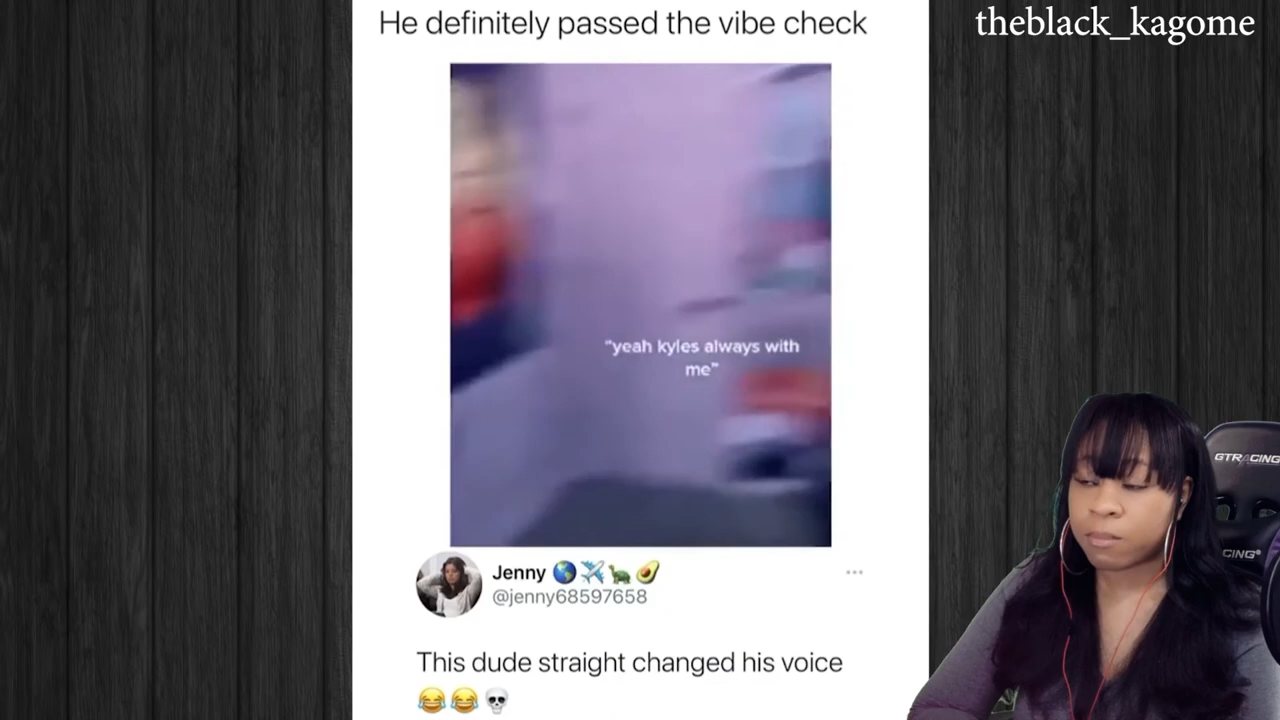 He definitely passed the vibe check
theblack_kagome
"yeah kyles always with
me"
Jenny 🌎✈️🦕🥑
@jenny68597658
This dude straight changed his voice
😂😂💀
GTRACING
CING®